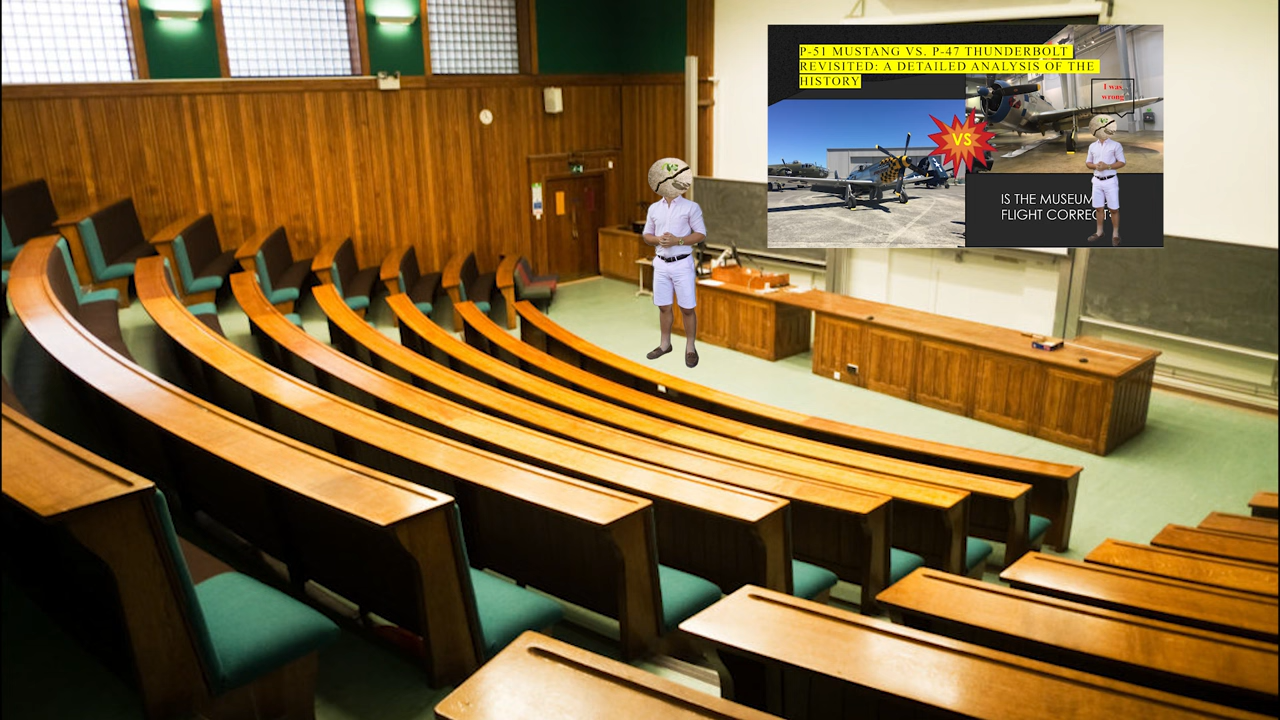 P-51 MUSTANG VS. P-47 THUNDERBOLT
REVISITED: A DETAILED ANALYSIS OF THE
HISTORY
I was
wrong
VS
IS THE MUSEUM
FLIGHT CORRECT